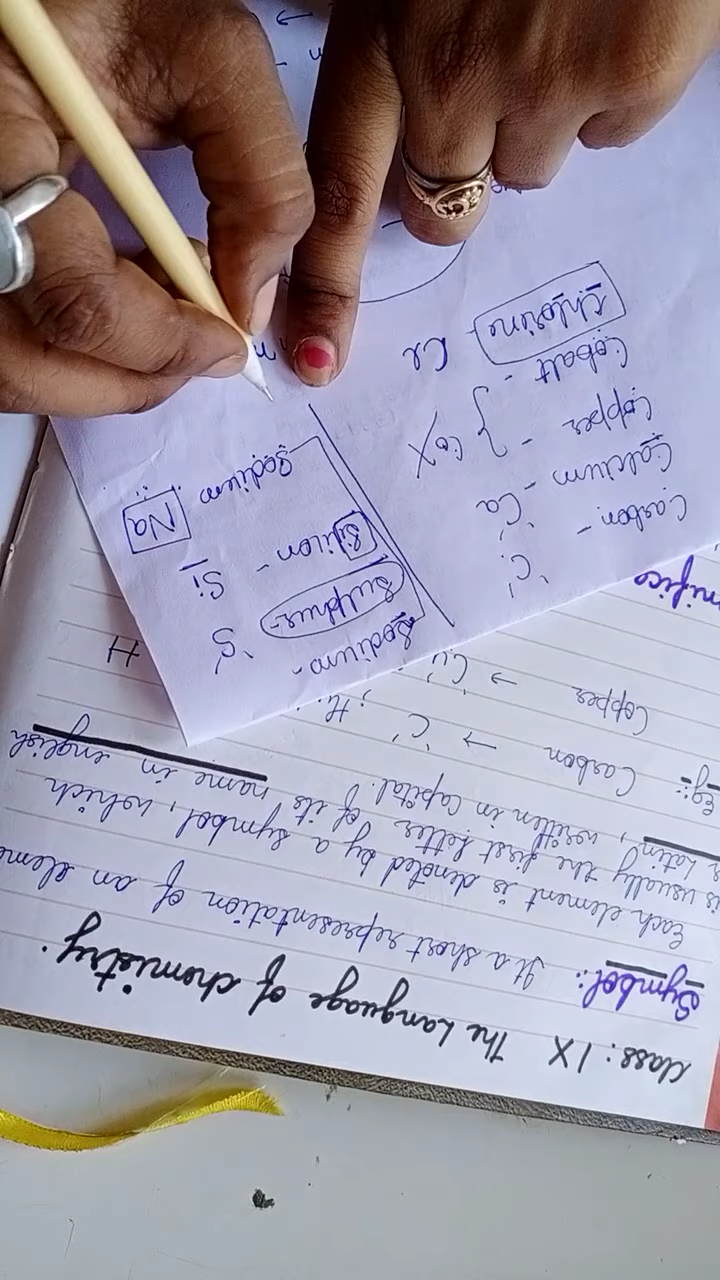 Class: IX The Language of chemistry.
Symbol: It a short representation of an eleme
Each element is denoted by a symbol, which
is usually the first letter of its name in english
Latin, written in Capital.
Eg:- Carbon → 'C' ; H
Copper → 'Cu'
Carbon - 'C'
Calcium - 'Ca
Copper - } Co X
Cobalt -
Chlorine - Cl
Sodium -
Sulphur - 'S'
Silicon - Si
Sodium Na